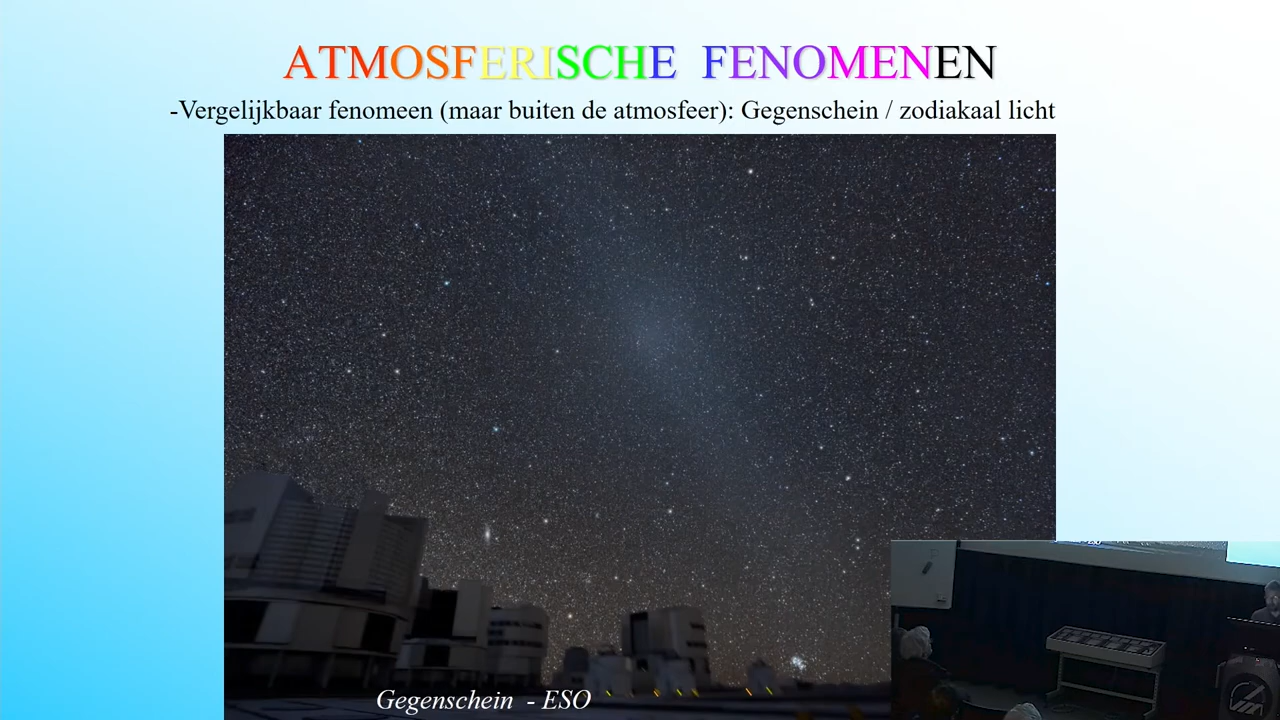 ATMOSFERISCHE FENOMENEN
-Vergelijkbaar fenomeen (maar buiten de atmosfeer): Gegenschein / zodiakaal licht
Gegenschein - ESO